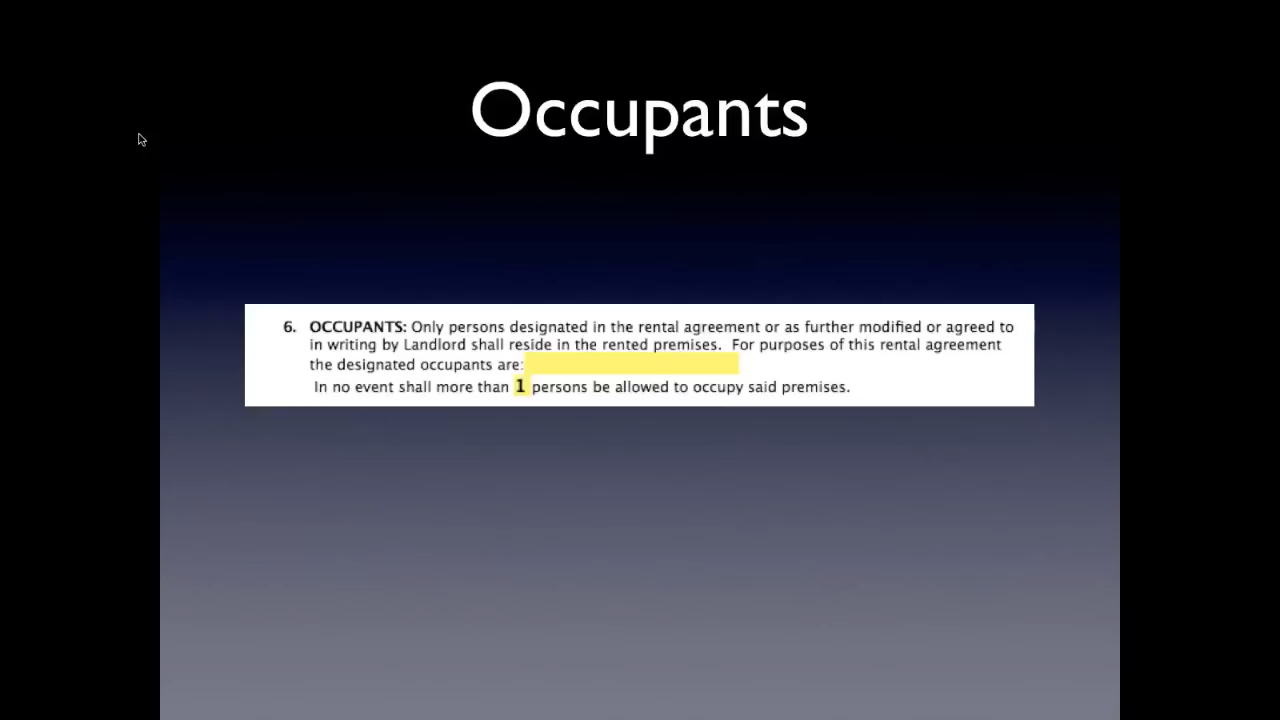 Occupants
6. OCCUPANTS: Only persons designated in the rental agreement or as further modified or agreed to
in writing by Landlord shall reside in the rented premises. For purposes of this rental agreement
the designated occupants are:
In no event shall more than 1 persons be allowed to occupy said premises.